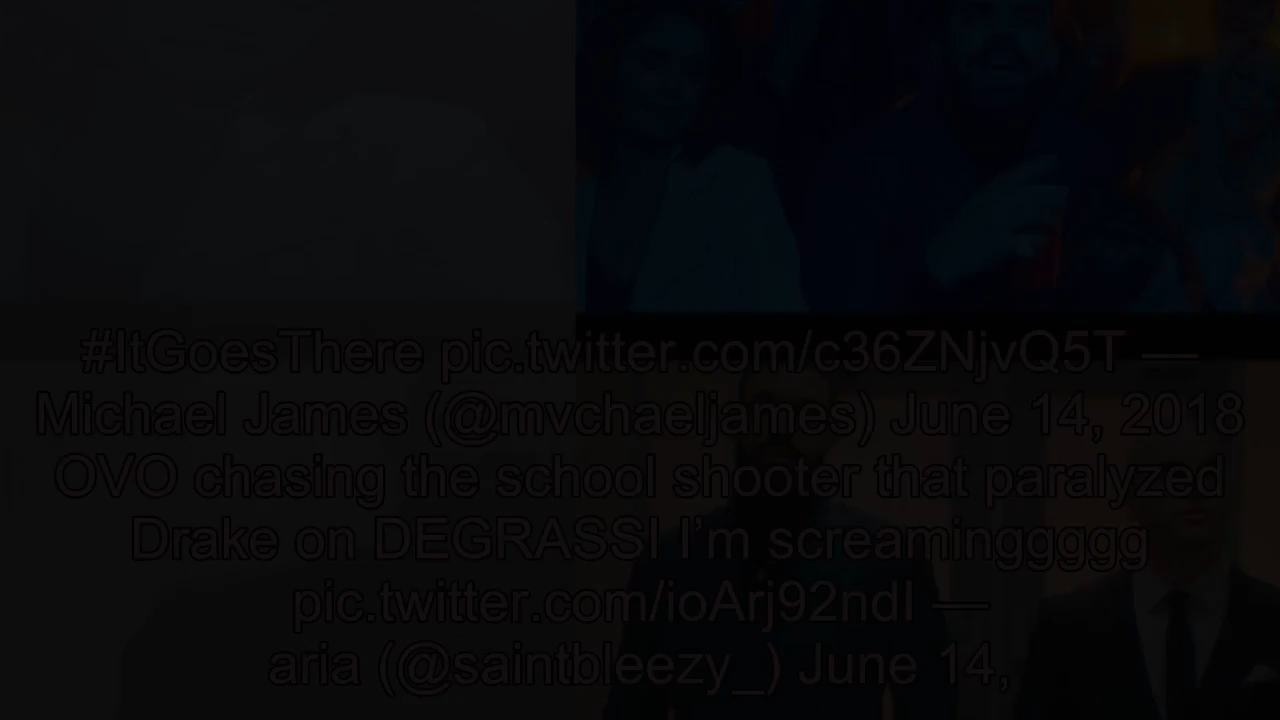 #ItGoesThere pic.twitter.com/c36ZNjvQ5T —
Michael James (@mvchaeljames) June 14, 2018
OVO chasing the school shooter that paralyzed
Drake on DEGRASSI I’m screaminggggg
pic.twitter.com/ioArj92ndI —
aria (@saintbleezy_) June 14,